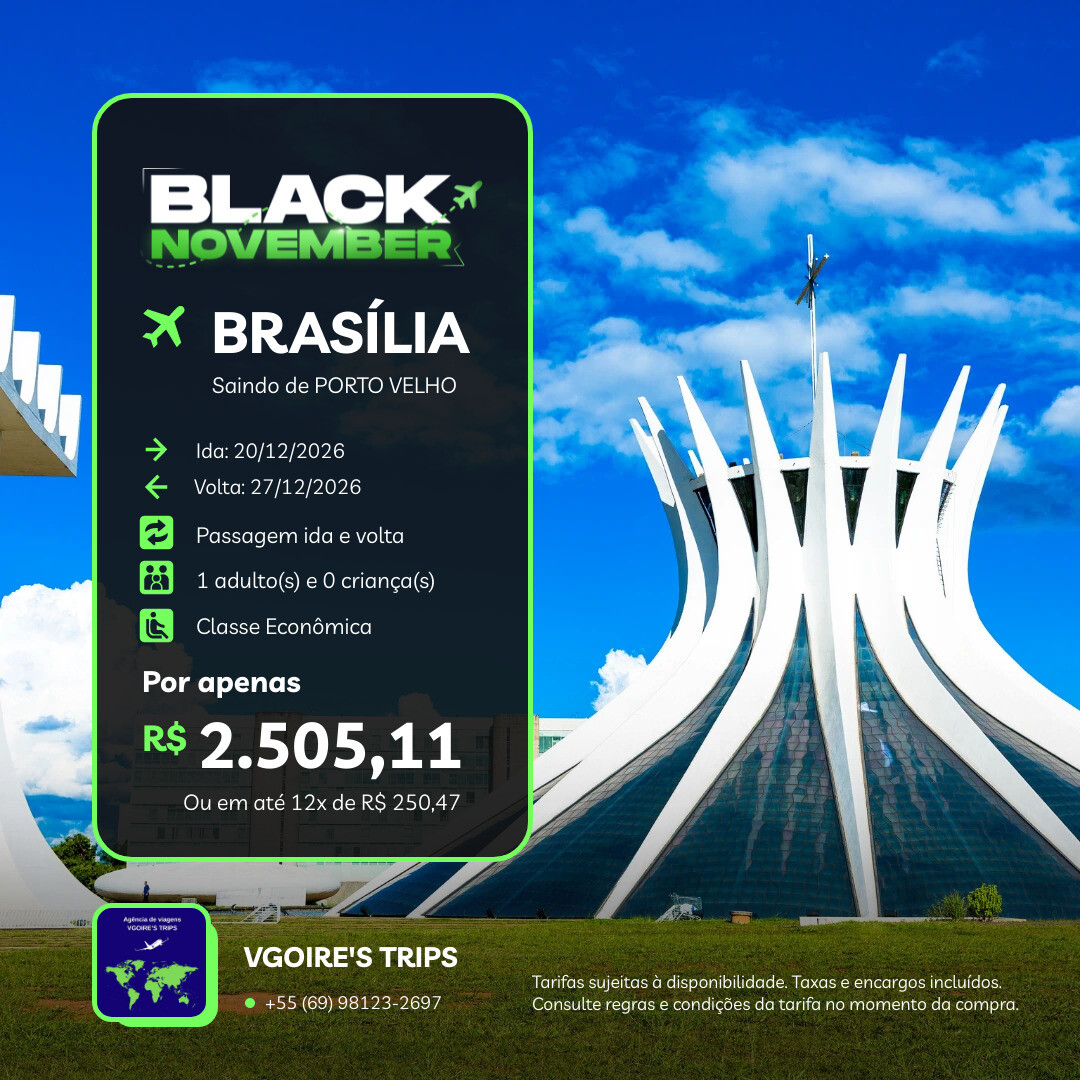 BLACK
NOVEMBER
BRASÍLIA
Saindo de PORTO VELHO
Ida: 20/12/2026
Volta: 27/12/2026
Passagem ida e volta
1 adulto(s) e 0 criança(s)
Classe Econômica
Por apenas
R$ 2.505,11
Ou em até 12x de R$ 250,47
Agência de viagens
VGOIRE'S TRIPS
VGOIRE'S TRIPS
+55 (69) 98123-2697
Tarifas sujeitas à disponibilidade. Taxas e encargos incluídos.
Consulte regras e condições da tarifa no momento da compra.